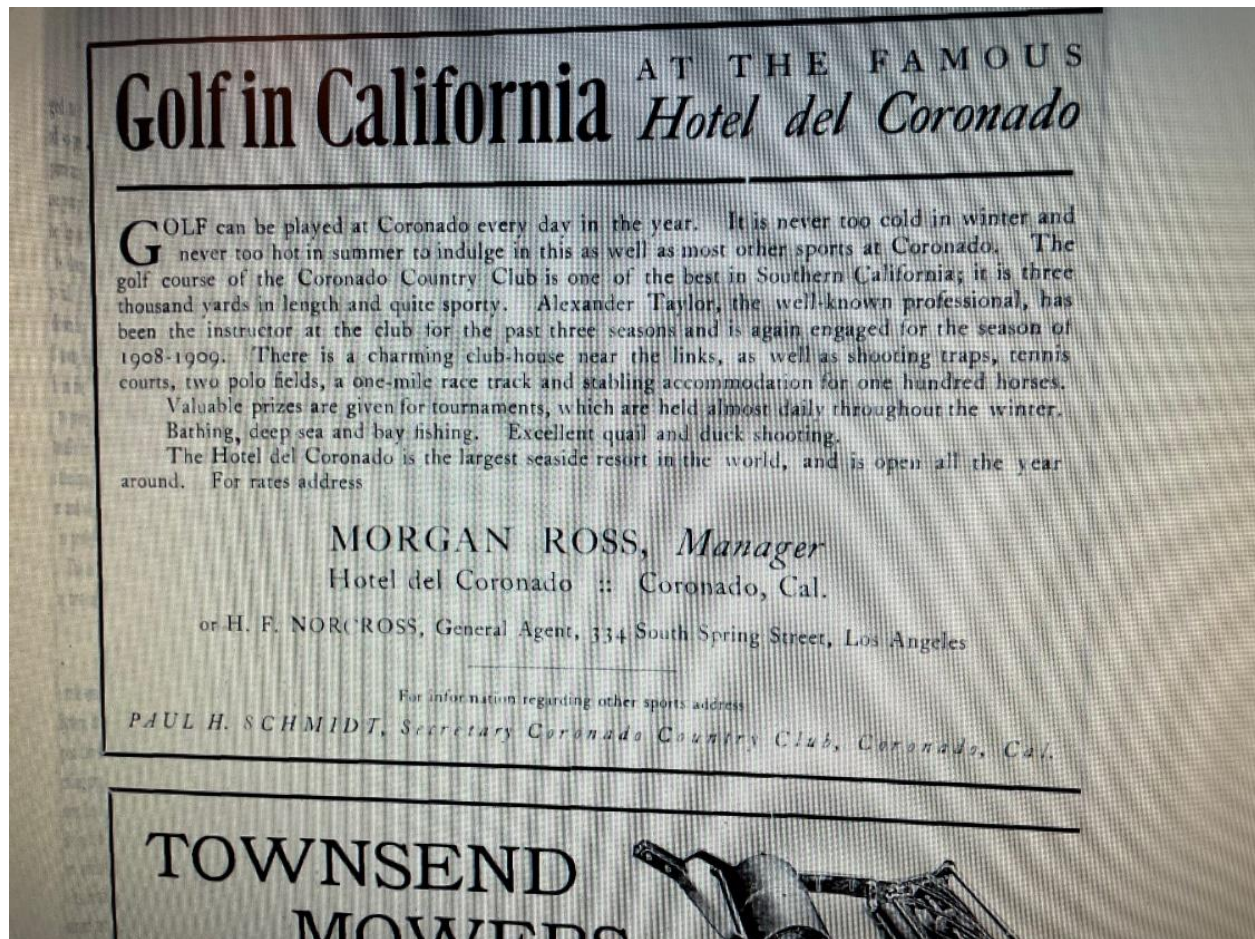 Golf in California AT THE FAMOUS
Hotel del Coronado
GOLF can be played at Coronado every day in the year. It is never too cold in winter and
never too hot in summer to indulge in this as well as most other sports at Coronado. The
golf course of the Coronado Country Club is one of the best in Southern California; it is three
thousand yards in length and quite sporty. Alexander Taylor, the well-known professional, has
been the instructor at the club for the past three seasons and is again engaged for the season of
1908-1909. There is a charming club-house near the links, as well as shooting traps, tennis
courts, two polo fields, a one-mile race track and stabling accommodation for one hundred horses.
Valuable prizes are given for tournaments, which are held almost daily throughout the winter.
Bathing, deep sea and bay fishing. Excellent quail and duck shooting.
The Hotel del Coronado is the largest seaside resort in the world, and is open all the year
around. For rates address
MORGAN ROSS, Manager
Hotel del Coronado :: Coronado, Cal.
or H. F. NORCROSS, General Agent, 334 South Spring Street, Los Angeles
For information regarding other sports address
PAUL H. SCHMIDT, Secretary Coronado Country Club, Coronado, Cal.
TOWNSEND
MOWERS